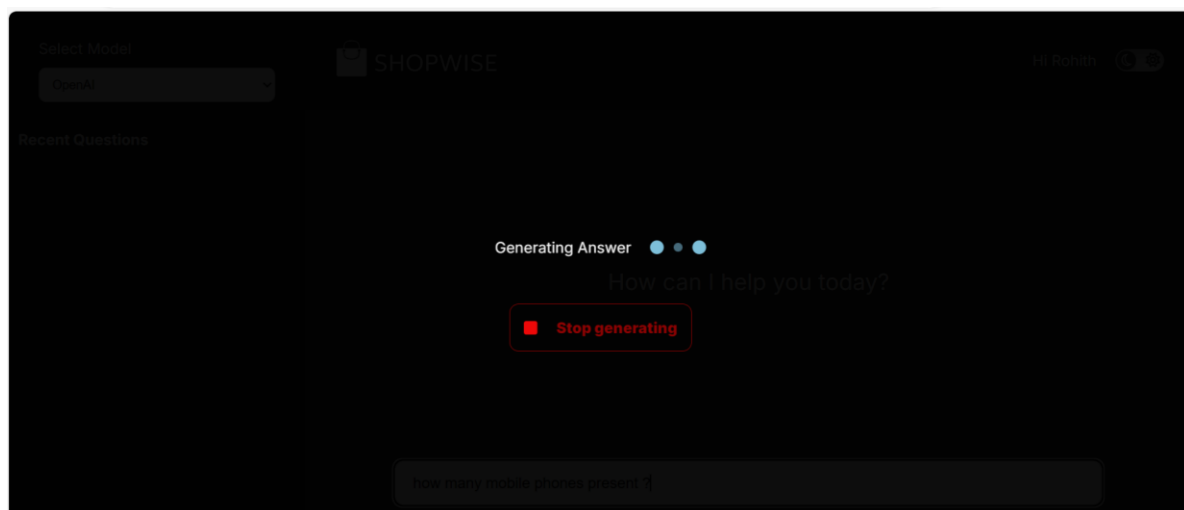 Select Model
OpenAI
SHOPWISE
Hi Rohith
Recent Questions
Generating Answer
How can I help you today?
Stop generating
how many mobile phones present ?